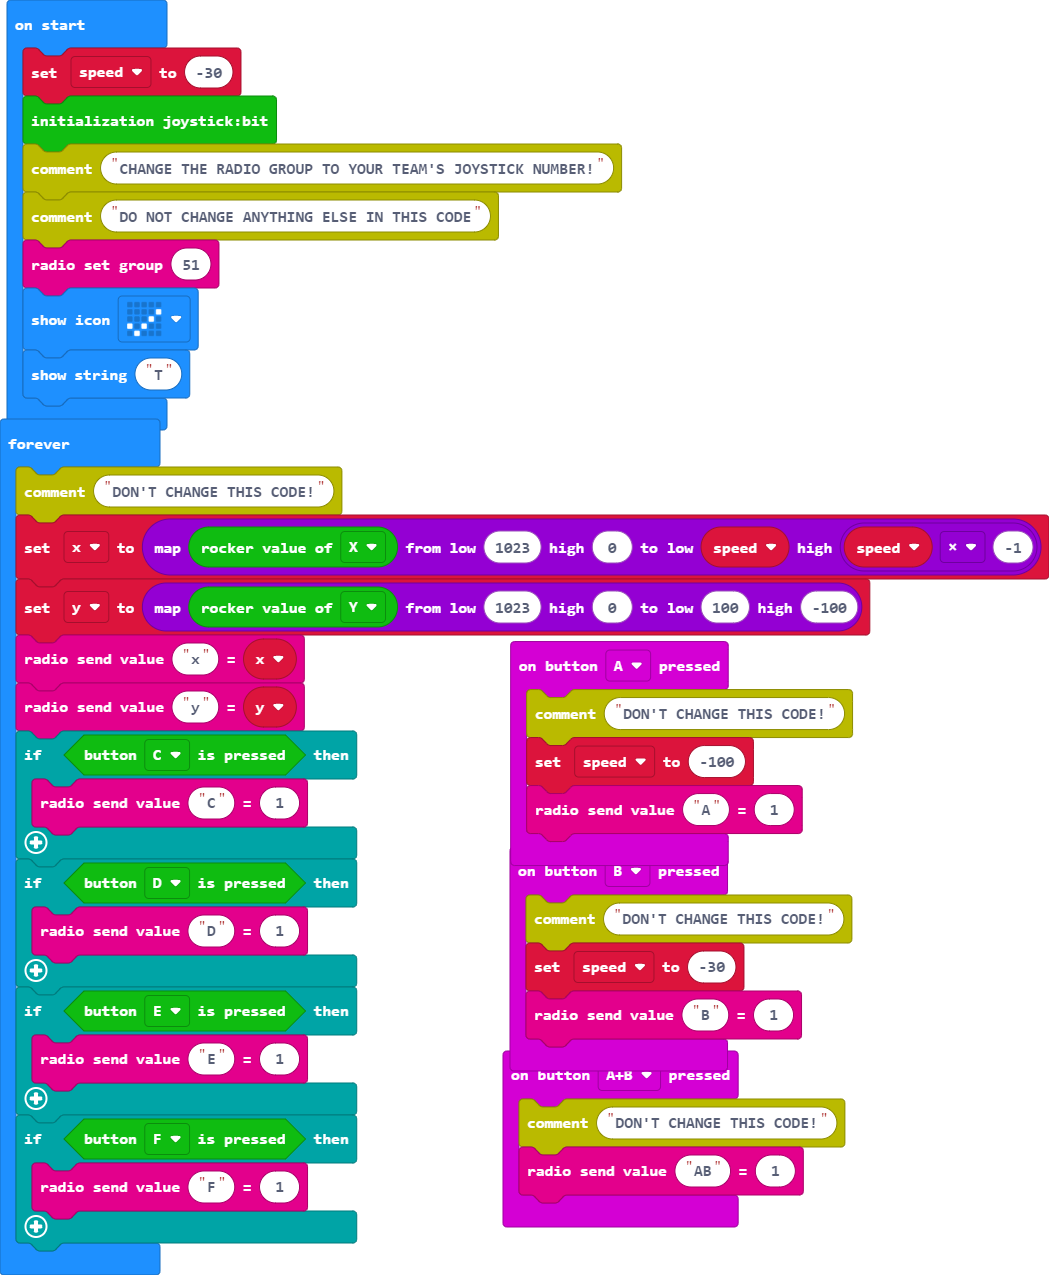 on start
set speed to -30
initialization joystick:bit
comment "CHANGE THE RADIO GROUP TO YOUR TEAM'S JOYSTICK NUMBER!"
comment "DO NOT CHANGE ANYTHING ELSE IN THIS CODE"
radio set group 51
show icon
show string "T"
forever
comment "DON'T CHANGE THIS CODE!"
set x to map rocker value of X from low 1023 high 0 to low speed high speed × -1
set y to map rocker value of Y from low 1023 high 0 to low 100 high -100
radio send value "x" = x
radio send value "y" = y
if button C is pressed then
radio send value "C" = 1
if button D is pressed then
radio send value "D" = 1
if button E is pressed then
radio send value "E" = 1
if button F is pressed then
radio send value "F" = 1
on button A pressed
comment "DON'T CHANGE THIS CODE!"
set speed to -100
radio send value "A" = 1
on button B pressed
comment "DON'T CHANGE THIS CODE!"
set speed to -30
radio send value "B" = 1
on button A+B pressed
comment "DON'T CHANGE THIS CODE!"
radio send value "AB" = 1